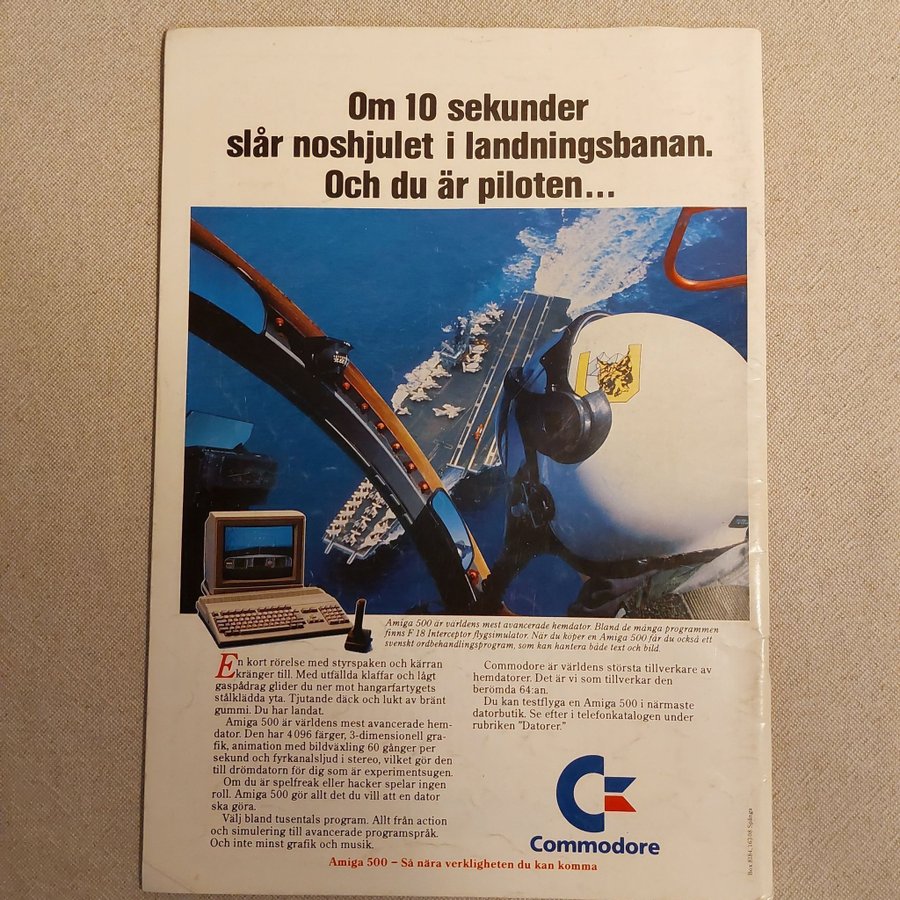 Om 10 sekunder
slår noshjulet i landningsbanan.
Och du är piloten...
Amiga 500 är världens mest avancerade hemdator. Bland de många programmen
finns F 18 Interceptor flygsimulator. När du köper en Amiga 500 får du också ett
svenskt ordbehandlingsprogram, som kan hantera både text och bild.
En kort rörelse med styrspaken och kärran
kränger till. Med utfällda klaffar och lågt
gaspådrag glider du ner mot hangarfartygets
stålklädda yta. Tjutande däck och lukt av bränt
gummi. Du har landat.
Amiga 500 är världens mest avancerade hem-
dator. Den har 4096 färger, 3-dimensionell gra-
fik, animation med bildväxling 60 gånger per
sekund och fyrkanalsljud i stereo, vilket gör den
till drömdatorn för dig som är experimentsugen.
Om du är spelfreak eller hacker spelar ingen
roll. Amiga 500 gör allt det du vill att en dator
ska göra.
Välj bland tusentals program. Allt från action
och simulering till avancerade programspråk.
Och inte minst grafik och musik.
Commodore är världens största tillverkare av
hemdatorer. Det är vi som tillverkar den
berömda 64:an.
Du kan testflyga en Amiga 500 i närmaste
datorbutik. Se efter i telefonkatalogen under
rubriken "Datorer."
Commodore
Amiga 500 – Så nära verkligheten du kan komma